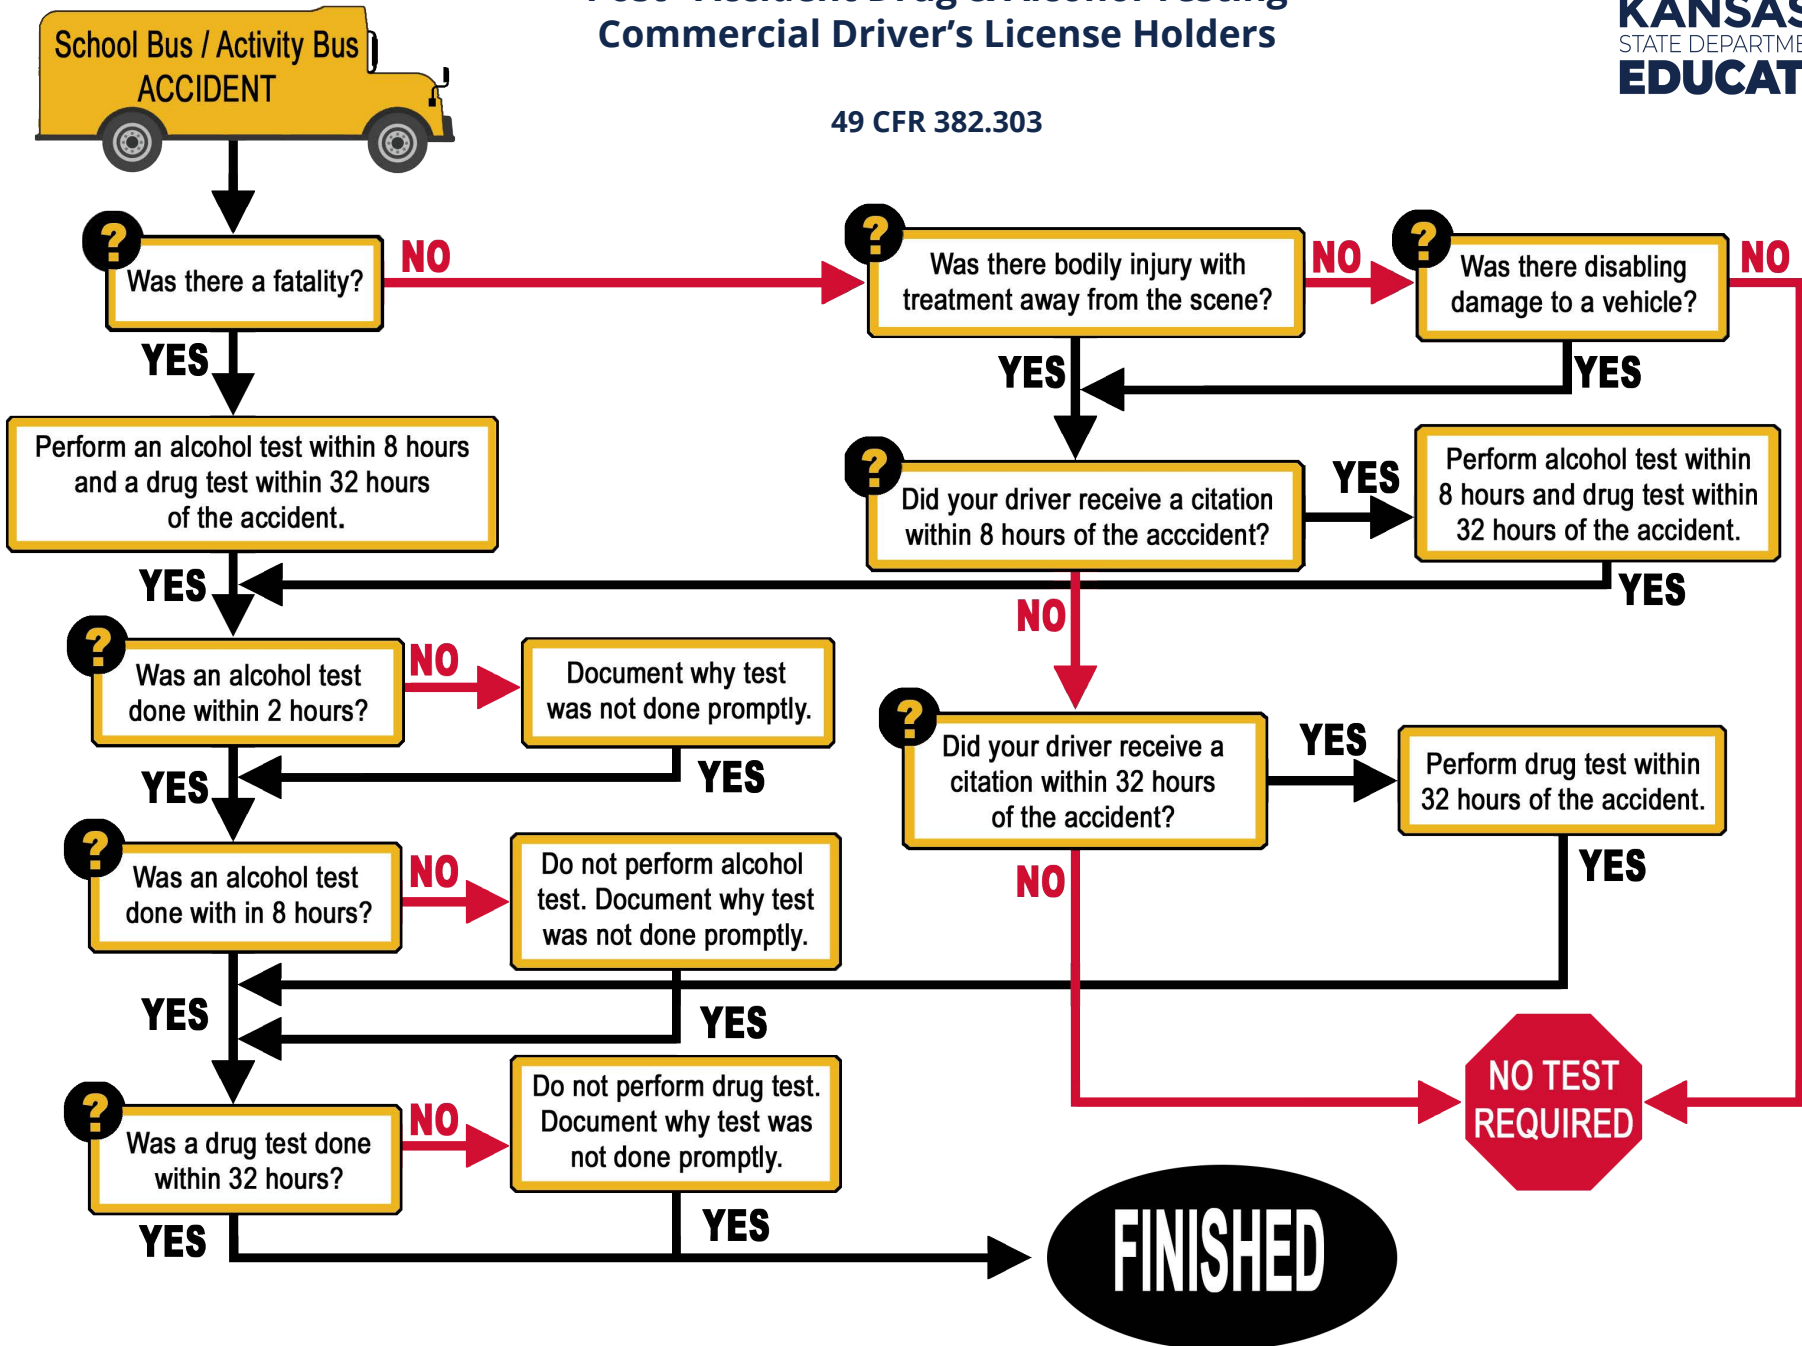 Post-Accident Drug & Alcohol Testing
Commercial Driver's License Holders
49 CFR 382.303
KANSAS
STATE DEPARTME
EDUCAT
School Bus / Activity Bus
ACCIDENT
? Was there a fatality?
NO
YES
? Was there bodily injury with
treatment away from the scene?
NO
YES
? Was there disabling
damage to a vehicle?
NO
YES
Perform an alcohol test within 8 hours
and a drug test within 32 hours
of the accident.
YES
? Did your driver receive a citation
within 8 hours of the acccident?
YES
NO
Perform alcohol test within
8 hours and drug test within
32 hours of the accident.
YES
? Was an alcohol test
done within 2 hours?
NO
YES
Document why test
was not done promptly.
YES
? Did your driver receive a
citation within 32 hours
of the accident?
YES
NO
Perform drug test within
32 hours of the accident.
YES
? Was an alcohol test
done with in 8 hours?
NO
YES
Do not perform alcohol
test. Document why test
was not done promptly.
YES
? Was a drug test done
within 32 hours?
NO
YES
Do not perform drug test.
Document why test was
not done promptly.
YES
NO TEST
REQUIRED
FINISHED